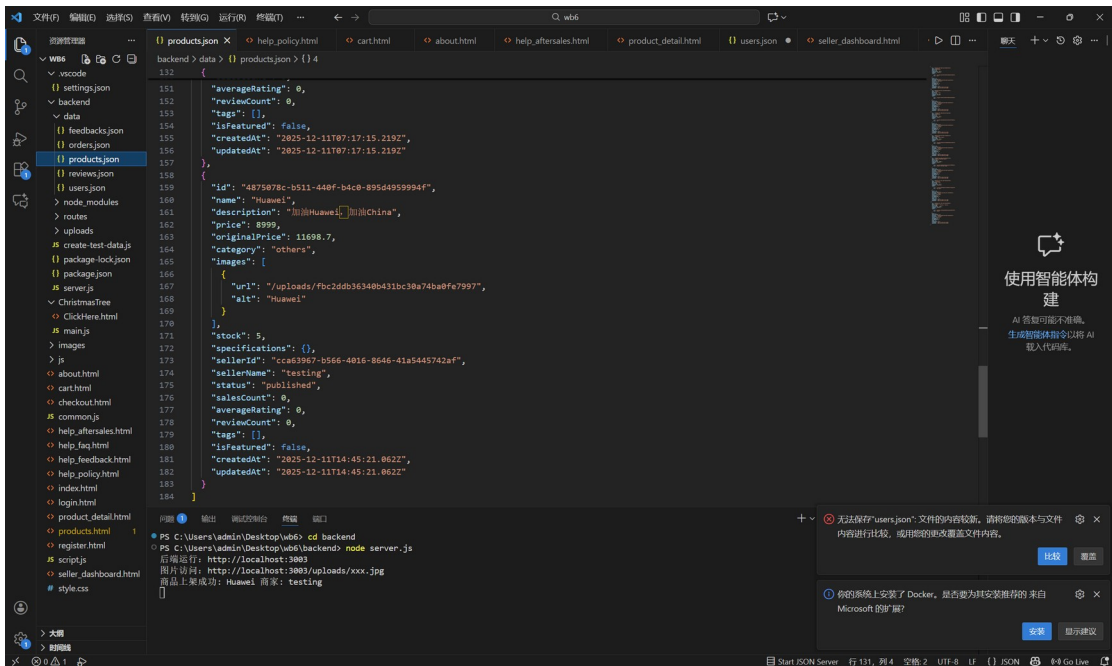 文件(F) 编辑(E) 选择(S) 查看(V) 转到(G) 运行(R) 终端(T) ··· wb6
资源管理器 ···
products.json help_policy.html cart.html about.html help_aftersales.html product_detail.html users.json seller_dashboard.html
聊天
WB6
backend > data > {} products.json > {} 4
.vscode
settings.json
backend
data
feedbacks.json
orders.json
products.json
reviews.json
users.json
node_modules
routes
uploads
create-test-data.js
package-lock.json
package.json
server.js
ChristmasTree
ClickHere.html
main.js
images
js
about.html
cart.html
checkout.html
common.js
help_aftersales.html
help_faq.html
help_feedback.html
help_policy.html
index.html
login.html
product_detail.html
products.html 1
register.html
script.js
seller_dashboard.html
style.css
大纲
时间线
132 {
151 "averageRating": 0,
152 "reviewCount": 0,
153 "tags": [],
154 "isFeatured": false,
155 "createdAt": "2025-12-11T07:17:15.219Z",
156 "updatedAt": "2025-12-11T07:17:15.219Z"
157 },
158 {
159 "id": "4875078c-b511-440f-b4c0-895d4959994f",
160 "name": "Huawei",
161 "description": "加油Huawei，加油China",
162 "price": 8999,
163 "originalPrice": 11698.7,
164 "category": "others",
165 "images": [
166 {
167 "url": "/uploads/fbc2ddb36340b431bc30a74ba0fe7997",
168 "alt": "Huawei"
169 }
170 ],
171 "stock": 5,
172 "specifications": {},
173 "sellerId": "cca63967-b566-4016-8646-41a5445742af",
174 "sellerName": "testing",
175 "status": "published",
176 "salesCount": 0,
177 "averageRating": 0,
178 "reviewCount": 0,
179 "tags": [],
180 "isFeatured": false,
181 "createdAt": "2025-12-11T14:45:21.062Z",
182 "updatedAt": "2025-12-11T14:45:21.062Z"
183 }
184 ]
使用智能体构
建
AI 答复可能不准确。
生成智能体指令以将 AI
载入代码库。
问题 1 输出 调试控制台 终端 端口
PS C:\Users\admin\Desktop\wb6> cd backend
PS C:\Users\admin\Desktop\wb6\backend> node server.js
后端运行: http://localhost:3003
图片访问: http://localhost:3003/uploads/xxx.jpg
商品上架成功: Huawei 商家: testing
无法保存"users.json": 文件的内容较新。请将您的版本与文件
内容进行比较，或用您的更改覆盖文件内容。
比较 覆盖
你的系统上安装了 Docker。是否要为其安装推荐的 来自
Microsoft 的扩展?
安装 显示建议
0 1 Start JSON Server 行 131，列 4 空格: 2 UTF-8 LF {} JSON Go Live